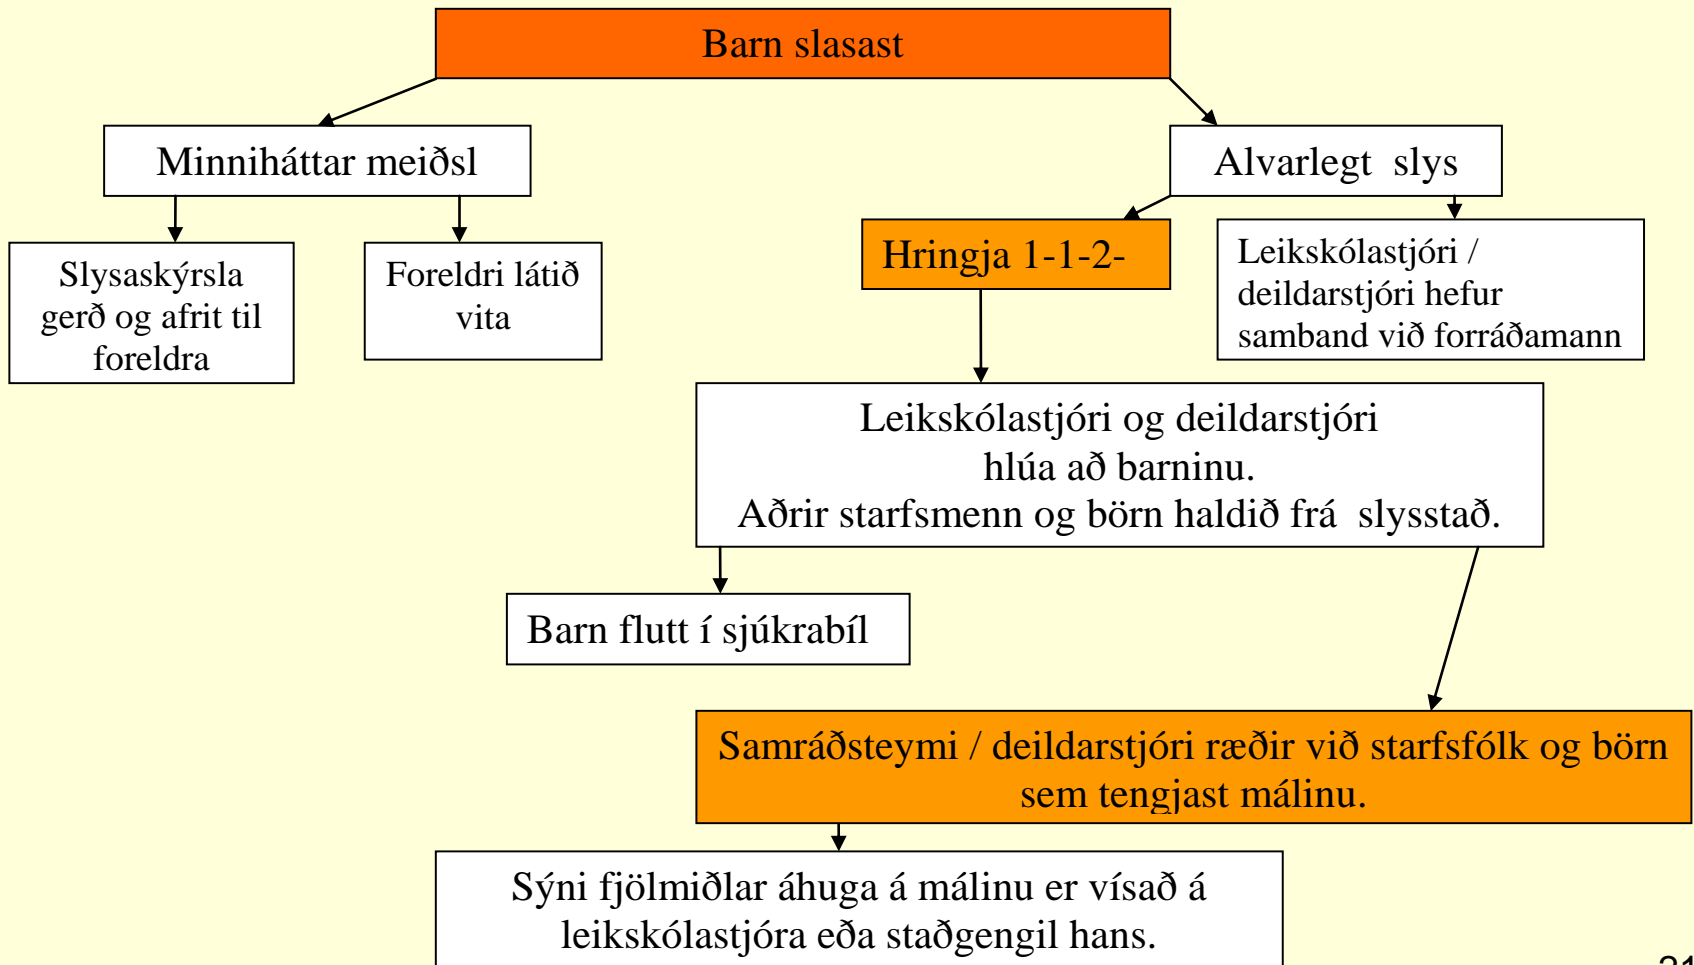 Barn slasast
Minniháttar meiðsl
Alvarlegt slys
Slysaskýrsla
gerð og afrit til
foreldra
Foreldri látið
vita
Hringja 1-1-2-
Leikskólastjóri /
deildarstjóri hefur
samband við forráðamann
Leikskólastjóri og deildarstjóri
hlúa að barninu.
Aðrir starfsmenn og börn haldið frá slysstað.
Barn flutt í sjúkrabíl
Samráðsteymi / deildarstjóri ræðir við starfsfólk og börn
sem tengjast málinu.
Sýni fjölmiðlar áhuga á málinu er vísað á
leikskólastjóra eða staðgengil hans.